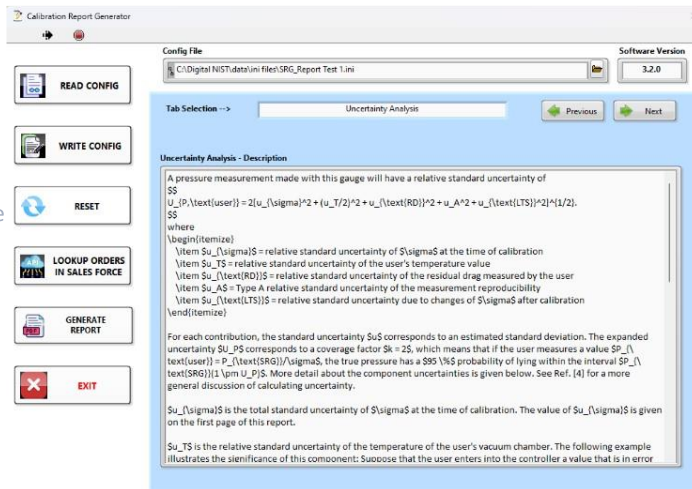 Calibration Report Generator
Config File
Software Version
C:\Digital NIST\data\ini files\SRG_Report Test 1.ini
3.2.0
READ CONFIG
WRITE CONFIG
RESET
LOOKUP ORDERS
IN SALES FORCE
GENERATE
REPORT
EXIT
Tab Selection -->
Uncertainty Analysis
Previous
Next
Uncertainty Analysis - Description
A pressure measurement made with this gauge will have a relative standard uncertainty of
$$
U_{P,\text{user}} = 2[u_{\sigma}^2 + (u_T/2)^2 + u_{\text{RD}}^2 + u_A^2 + u_{\text{LTS}}^2]^{1/2}.
$$
where
\begin{itemize}
\item $u_{\sigma}$ = relative standard uncertainty of $\sigma$ at the time of calibration
\item $u_T$ = relative standard uncertainty of the user's temperature value
\item $u_{\text{RD}}$ = relative standard uncertainty of the residual drag measured by the user
\item $u_A$ = Type A relative standard uncertainty of the measurement reproducibility
\item $u_{\text{LTS}}$ = relative standard uncertainty due to changes of $\sigma$ after calibration
\end{itemize}
For each contribution, the standard uncertainty $u$ corresponds to an estimated standard deviation. The expanded
uncertainty $U_P$ corresponds to a coverage factor $k = 2$, which means that if the user measures a value $P_{\
text{user}} = P_{\text{SRG}}/\sigma$, the true pressure has a $95 \%$ probability of lying within the interval $P_{\
text{SRG}}(1 \pm U_P)$. More detail about the component uncertainties is given below. See Ref. [4] for a more
general discussion of calculating uncertainty.
$u_{\sigma}$ is the total standard uncertainty of $\sigma$ at the time of calibration. The value of $u_{\sigma}$ is given
on the first page of this report.
$u_T$ is the relative standard uncertainty of the temperature of the user's vacuum chamber. The following example
illustrates the significance of this component: Suppose that the user enters into the controller a value that is in error